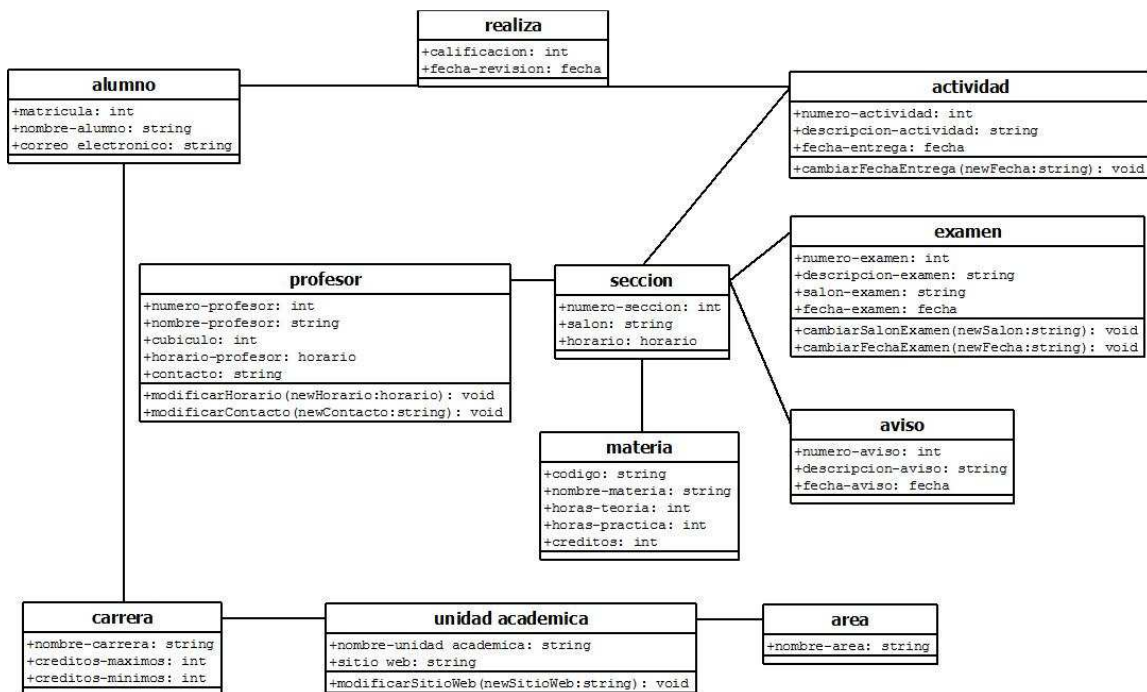 realiza
+calificacion: int
+fecha-revision: fecha
alumno
+matricula: int
+nombre-alumno: string
+correo electronico: string
actividad
+numero-actividad: int
+descripcion-actividad: string
+fecha-entrega: fecha
+cambiarFechaEntrega(newFecha:string): void
profesor
+numero-profesor: int
+nombre-profesor: string
+cubiculo: int
+horario-profesor: horario
+contacto: string
+modificarHorario(newHorario:horario): void
+modificarContacto(newContacto:string): void
seccion
+numero-seccion: int
+salon: string
+horario: horario
examen
+numero-examen: int
+descripcion-examen: string
+salon-examen: string
+fecha-examen: fecha
+cambiarSalonExamen(newSalon:string): void
+cambiarFechaExamen(newFecha:string): void
materia
+codigo: string
+nombre-materia: string
+horas-teoria: int
+horas-practica: int
+creditos: int
aviso
+numero-aviso: int
+descripcion-aviso: string
+fecha-aviso: fecha
carrera
+nombre-carrera: string
+creditos-maximos: int
+creditos-minimos: int
unidad academica
+nombre-unidad academica: string
+sitio web: string
+modificarSitioWeb(newSitioWeb:string): void
area
+nombre-area: string